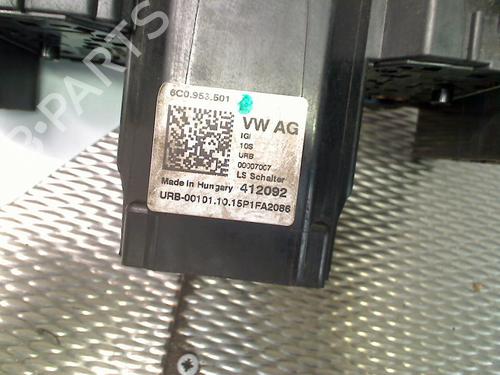 6C0.953.501
VW AG
IGI
10S
URB
00007007
LS Schalter
Made in Hungary 412092
URB-00101.10.15P1FA2086
B-PARTS